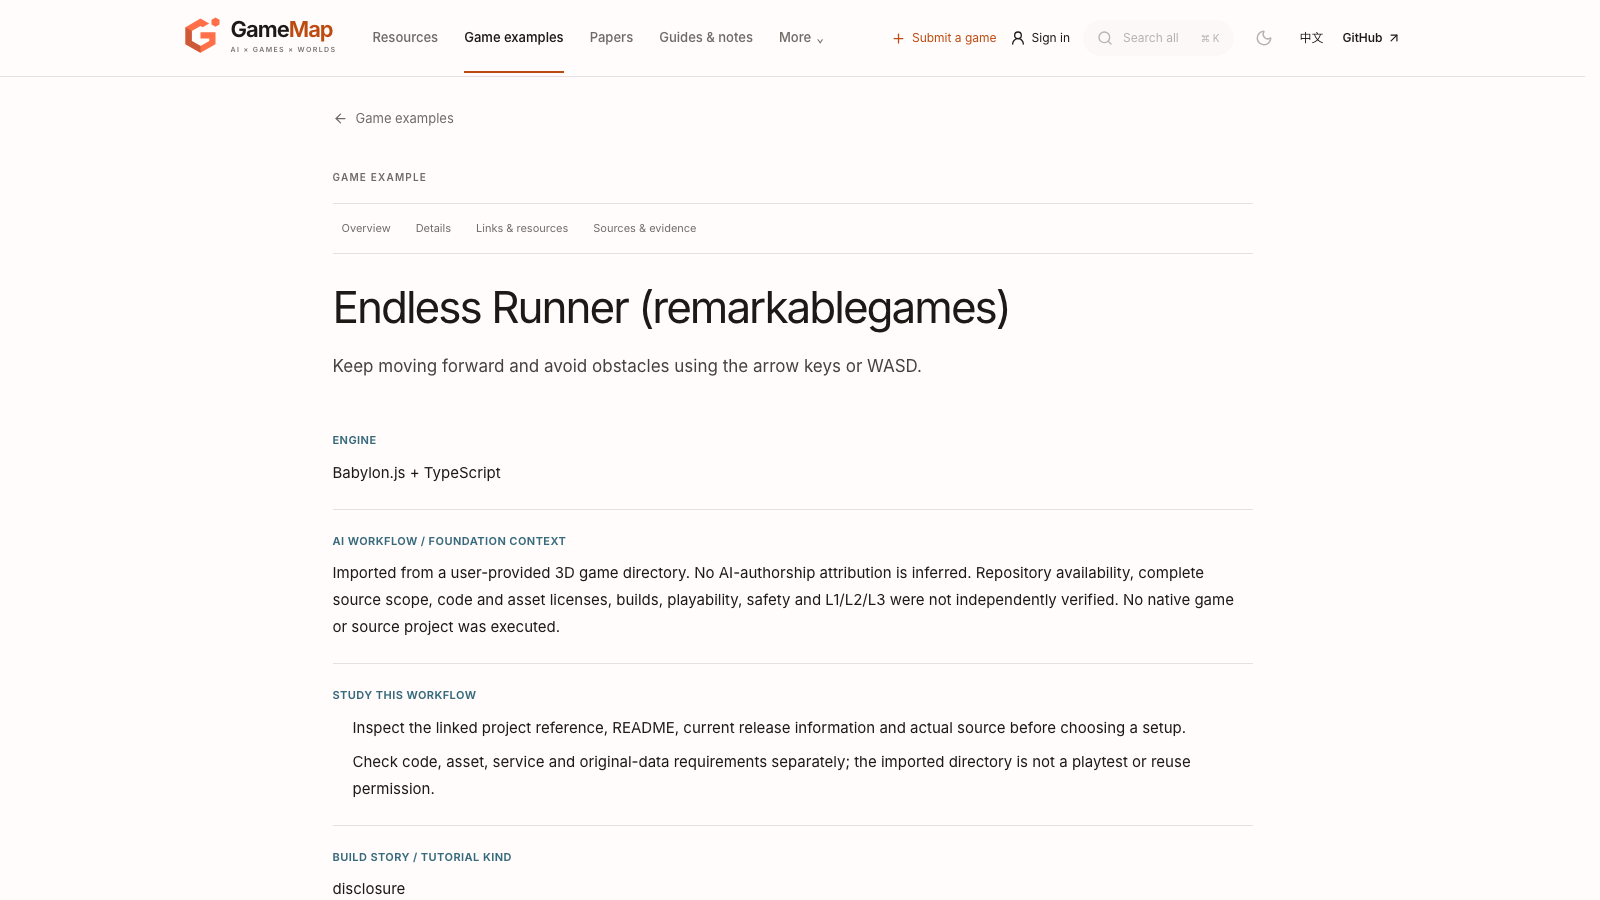 GameMap
AI × GAMES × WORLDS
Resources
Game examples
Papers
Guides & notes
More
Submit a game
Sign in
Search all
⌘ K
中文
GitHub
Game examples
GAME EXAMPLE
Overview
Details
Links & resources
Sources & evidence
Endless Runner (remarkablegames)
Keep moving forward and avoid obstacles using the arrow keys or WASD.
ENGINE
Babylon.js + TypeScript
AI WORKFLOW / FOUNDATION CONTEXT
Imported from a user-provided 3D game directory. No AI-authorship attribution is inferred. Repository availability, complete
source scope, code and asset licenses, builds, playability, safety and L1/L2/L3 were not independently verified. No native game
or source project was executed.
STUDY THIS WORKFLOW
Inspect the linked project reference, README, current release information and actual source before choosing a setup.
Check code, asset, service and original-data requirements separately; the imported directory is not a playtest or reuse
permission.
BUILD STORY / TUTORIAL KIND
disclosure